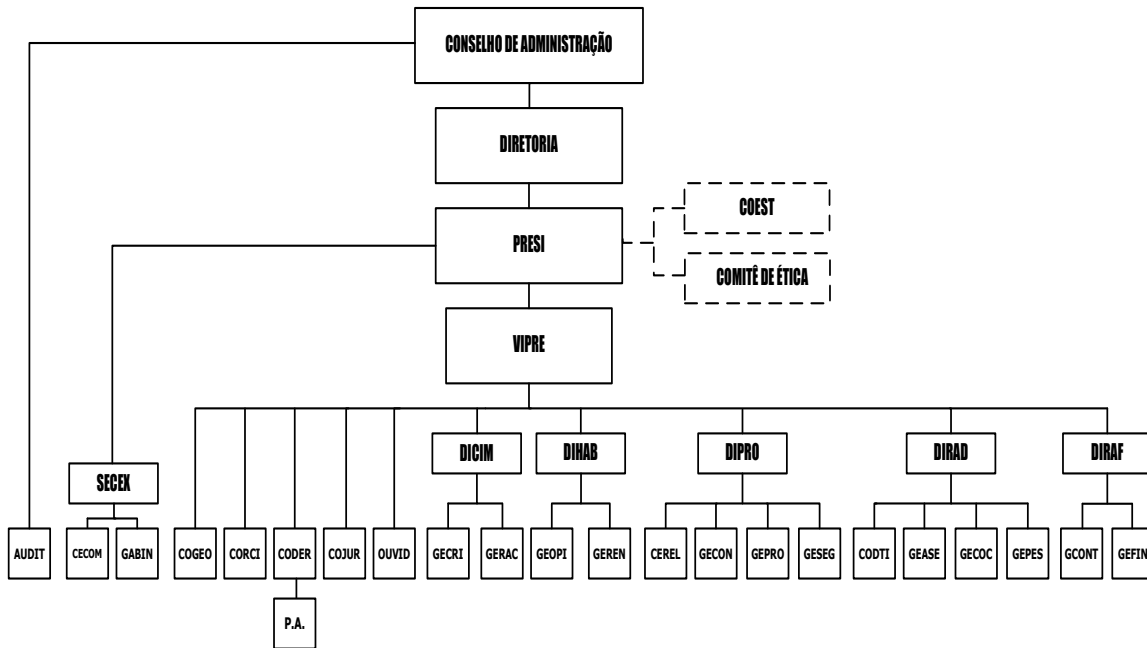 CONSELHO DE ADMINISTRAÇÃO
DIRETORIA
COEST
PRESI
COMITÊ DE ÉTICA
VIPRE
DICIM
DIHAB
DIPRO
DIRAD
DIRAF
SECEX
AUDIT
CECOM
GABIN
COGEO
CORCI
CODER
COJUR
OUVID
GECRI
GERAC
GEOPI
GEREN
CEREL
GECON
GEPRO
GESEG
CODTI
GEASE
GECOC
GEPES
GCONT
GEFIN
P.A.